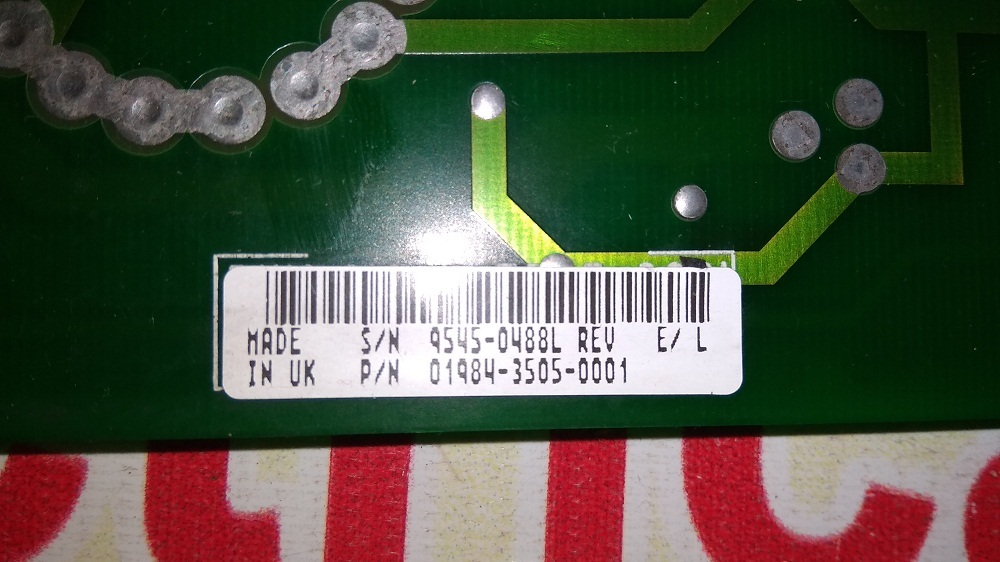 MADE S/N 9545-0488L REV E/ L
IN UK P/N 01984-3505-0001